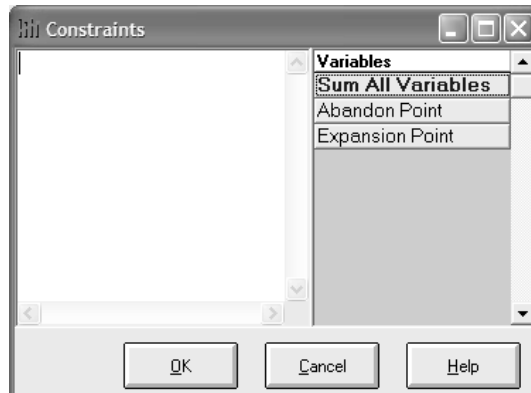 Constraints
Variables
Sum All Variables
Abandon Point
Expansion Point
OK
Cancel
Help